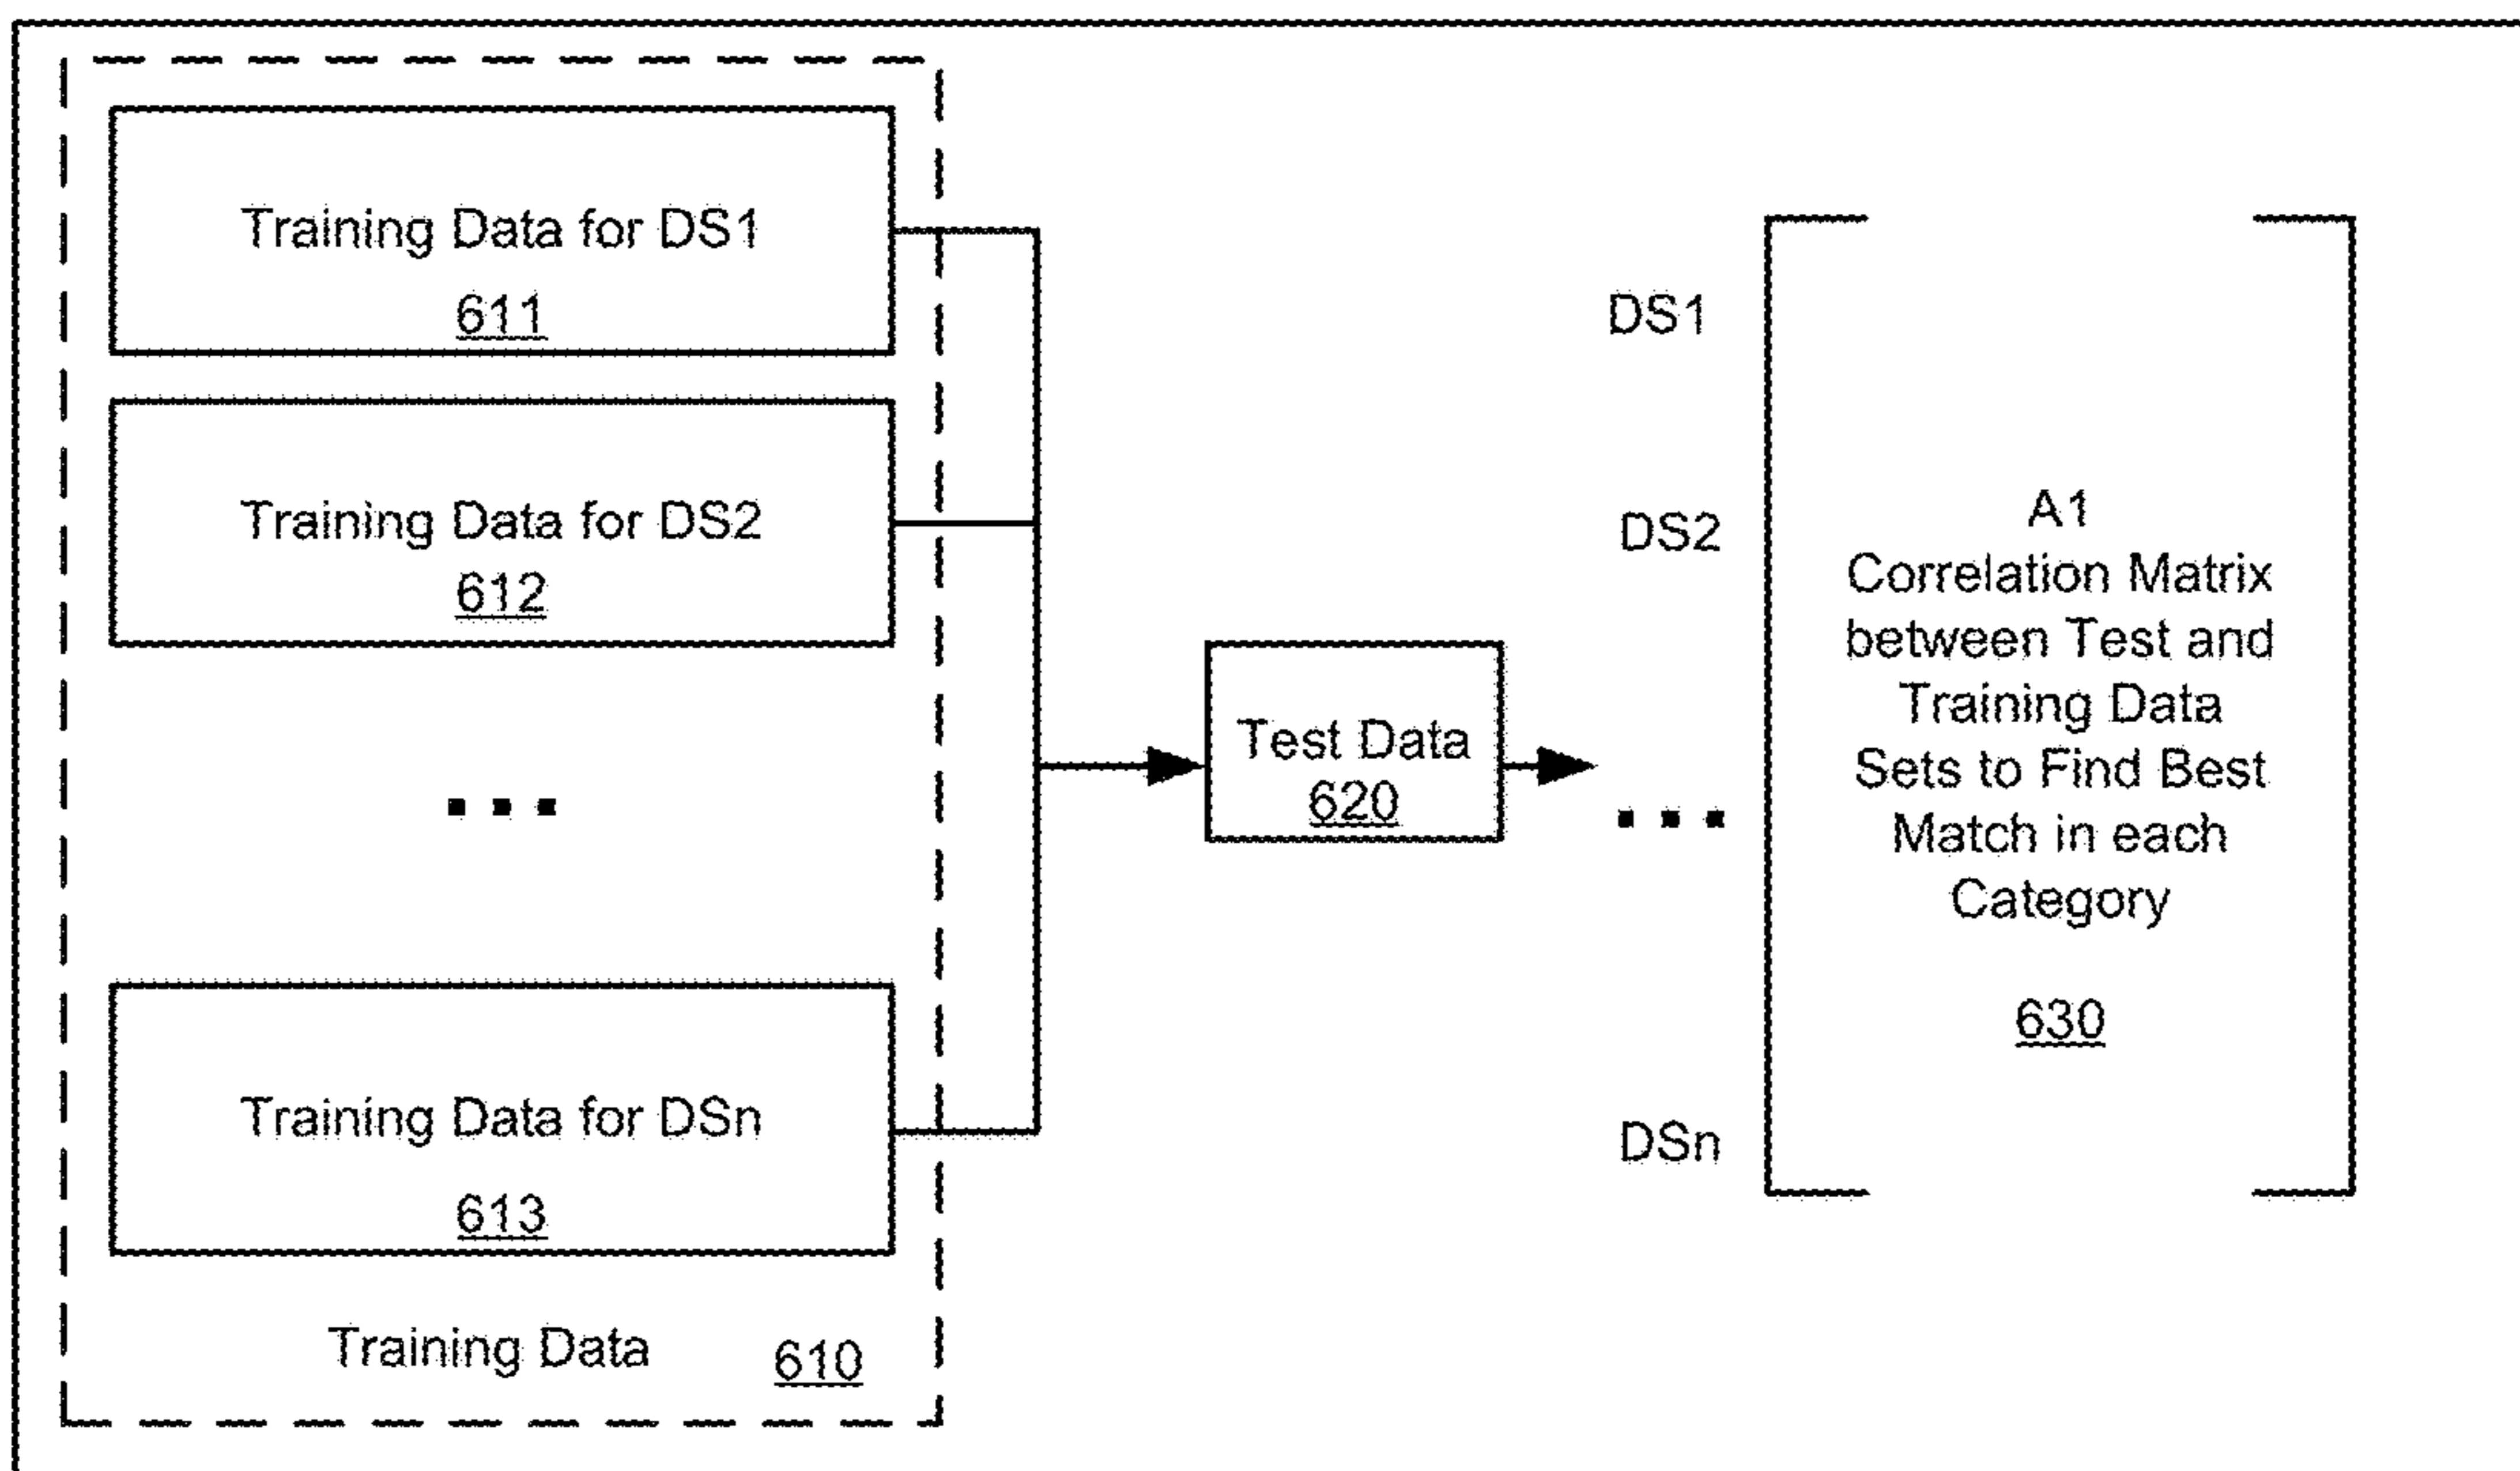 Training Data for DS1
611
Training Data for DS2
612
...
Training Data for DSn
613
Training Data 610
Test Data
620
DS1
DS2
...
DSn
A1
Correlation Matrix
between Test and
Training Data
Sets to Find Best
Match in each
Category
630